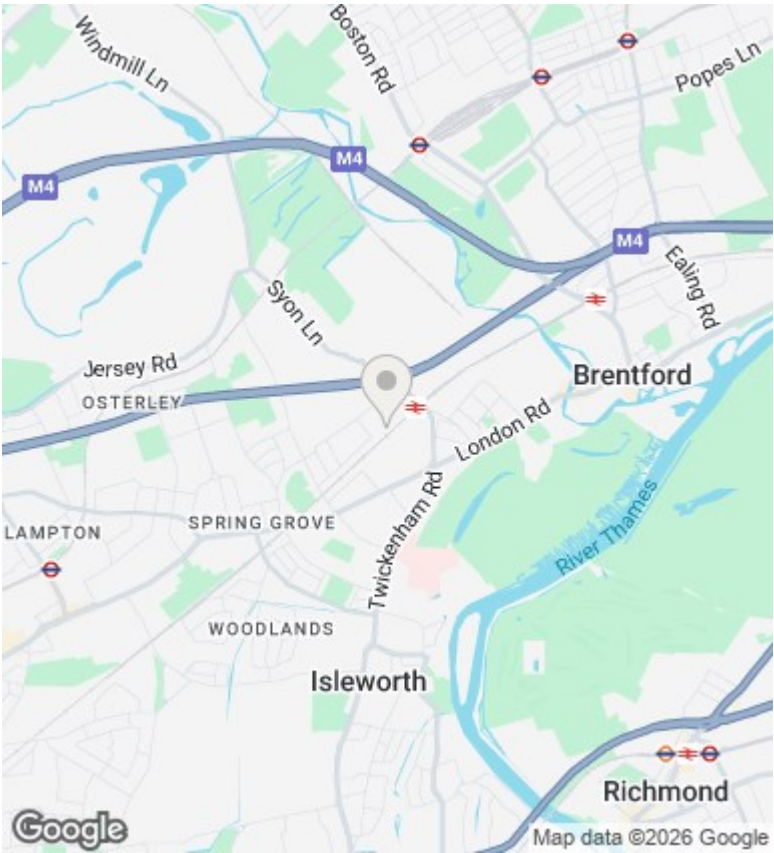 Windmill Ln
Boston Rd
Popes Ln
M4
M4
M4
Ealing Rd
Syon Ln
Jersey Rd
OSTERLEY
Brentford
London Rd
Twickenham Rd
River Thames
LAMPTON
SPRING GROVE
WOODLANDS
Isleworth
Richmond
Google
Map data ©2026 Google